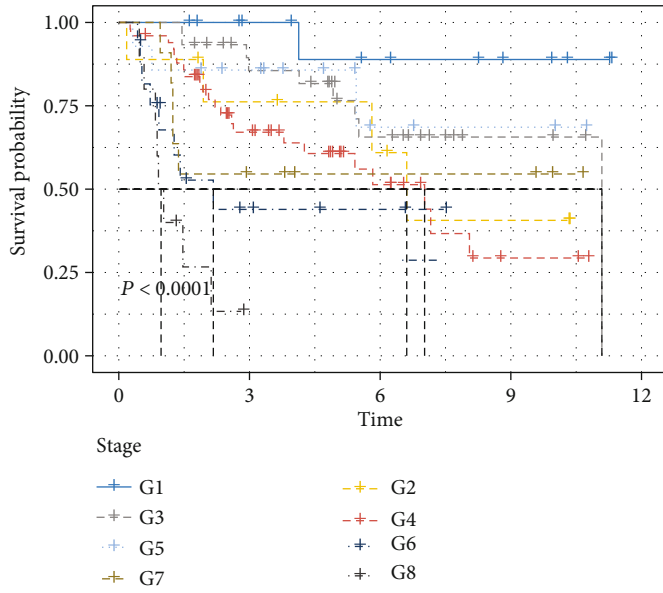 1.00
0.75
0.50
0.25
0.00
Survival probability
P < 0.0001
0 3 6 9 12
Time
Stage
G1 G2
G3 G4
G5 G6
G7 G8